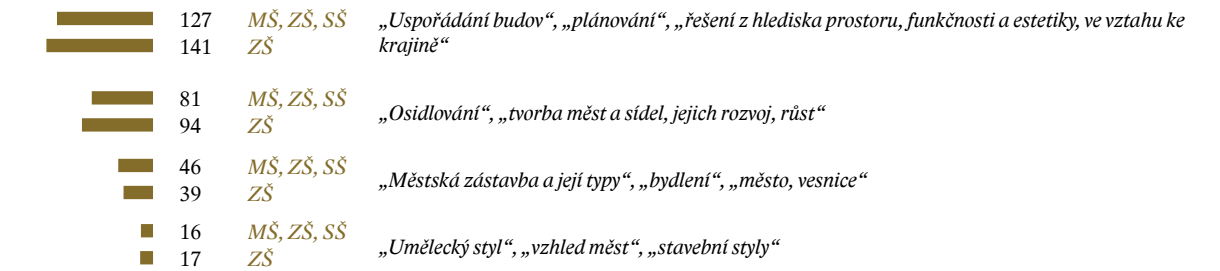 127 MŠ, ZŠ, SŠ „Uspořádání budov“, „plánování“, „řešení z hlediska prostoru, funkčnosti a estetiky, ve vztahu ke
141 ZŠ krajině“
81 MŠ, ZŠ, SŠ
„Osidlování“, „tvorba měst a sídel, jejich rozvoj, růst“
94 ZŠ
46 MŠ, ZŠ, SŠ
„Městská zástavba a její typy“, „bydlení“, „město, vesnice“
39 ZŠ
16 MŠ, ZŠ, SŠ
„Umělecký styl“, „vzhled měst“, „stavební styly“
17 ZŠ